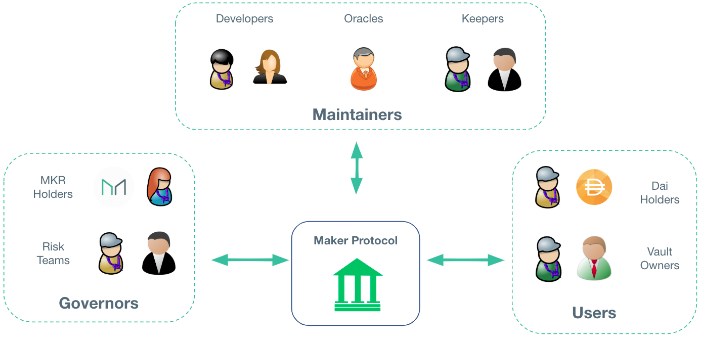 Developers
Oracles
Keepers
Maintainers
MKR
Holders
Risk
Teams
Governors
Maker Protocol
Dai
Holders
Vault
Owners
Users